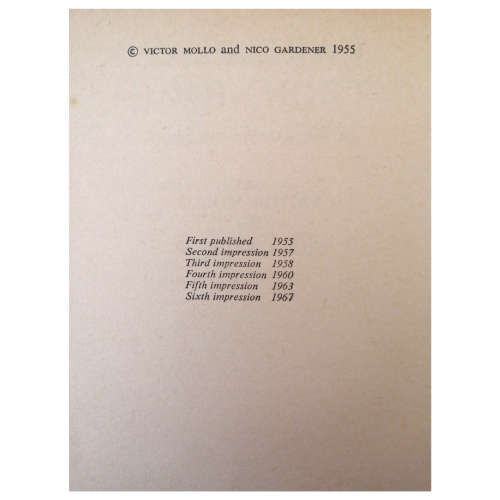 © VICTOR MOLLO and NICO GARDENER 1955
First published 1955
Second impression 1957
Third impression 1958
Fourth impression 1960
Fifth impression 1963
Sixth impression 1967